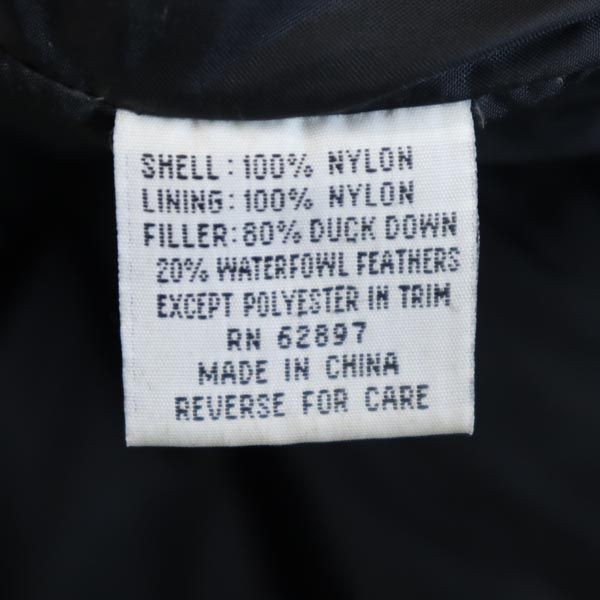 SHELL: 100% NYLON
LINING: 100% NYLON
FILLER: 80% DUCK DOWN
20% WATERFOWL FEATHERS
EXCEPT POLYESTER IN TRIM
RN 62897
MADE IN CHINA
REVERSE FOR CARE